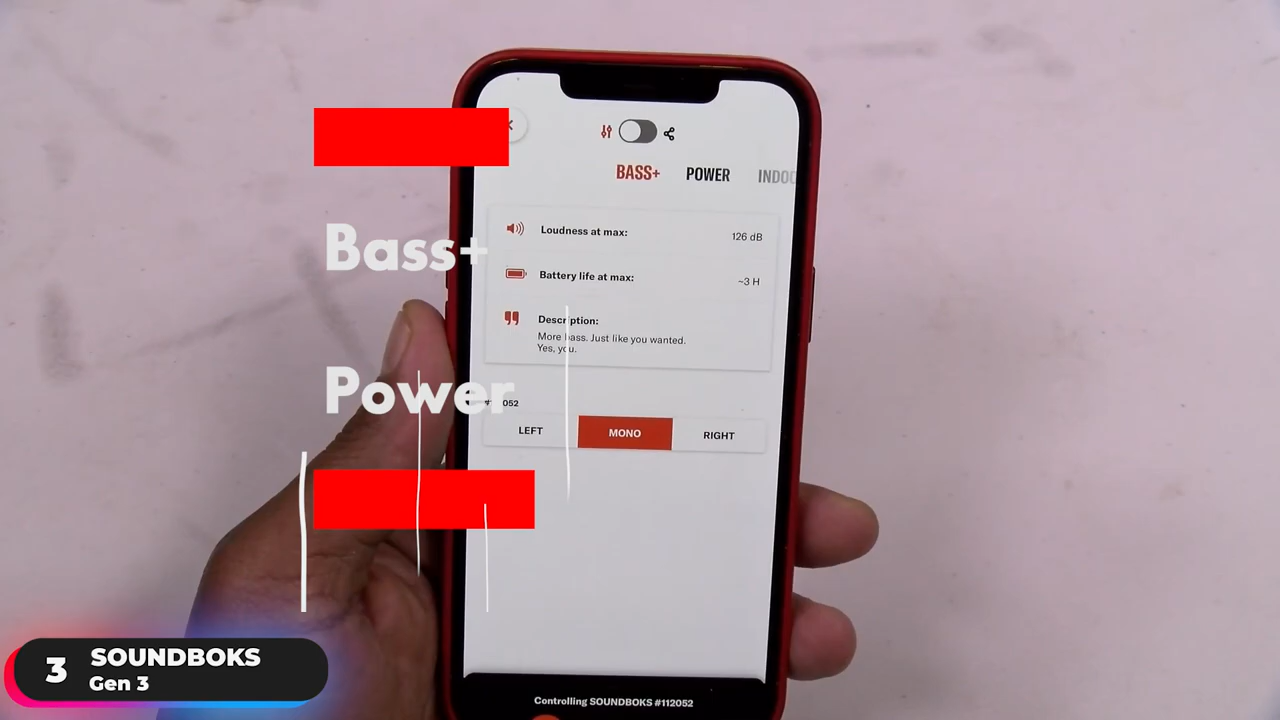 BASS+ POWER INDOO
Loudness at max: 126 dB
Bass+
Battery life at max: ~3 H
Description:
More bass. Just like you wanted.
Yes, you.
Power
LEFT MONO RIGHT
3 SOUNDBOKS
Gen 3
Controlling SOUNDBOKS #112052